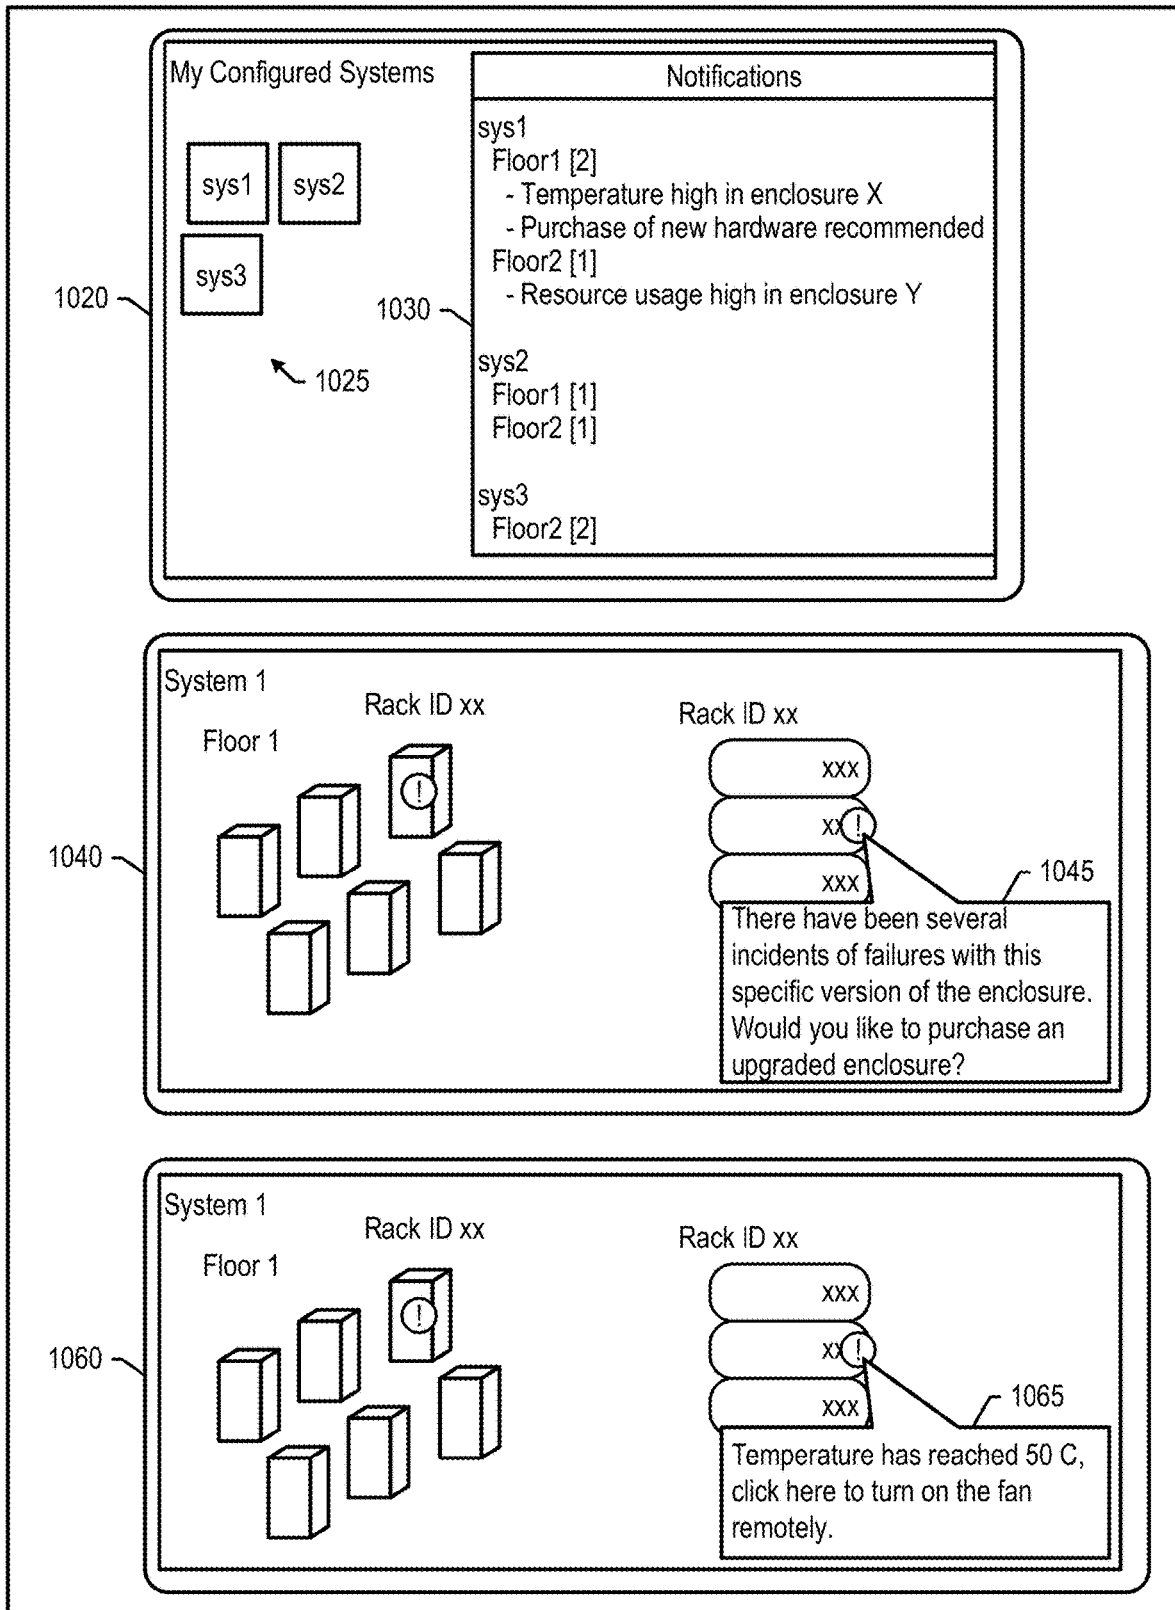 My Configured Systems
sys1 sys2
sys3
1020
1025
1030
Notifications
sys1
Floor1 [2]
- Temperature high in enclosure X
- Purchase of new hardware recommended
Floor2 [1]
- Resource usage high in enclosure Y
sys2
Floor1 [1]
Floor2 [1]
sys3
Floor2 [2]
System 1
Rack ID xx
Floor 1
!
1040
Rack ID xx
xxx
xx !
xxx
1045
There have been several
incidents of failures with this
specific version of the enclosure.
Would you like to purchase an
upgraded enclosure?
System 1
Rack ID xx
Floor 1
!
1060
Rack ID xx
xxx
xx !
xxx
1065
Temperature has reached 50 C,
click here to turn on the fan
remotely.